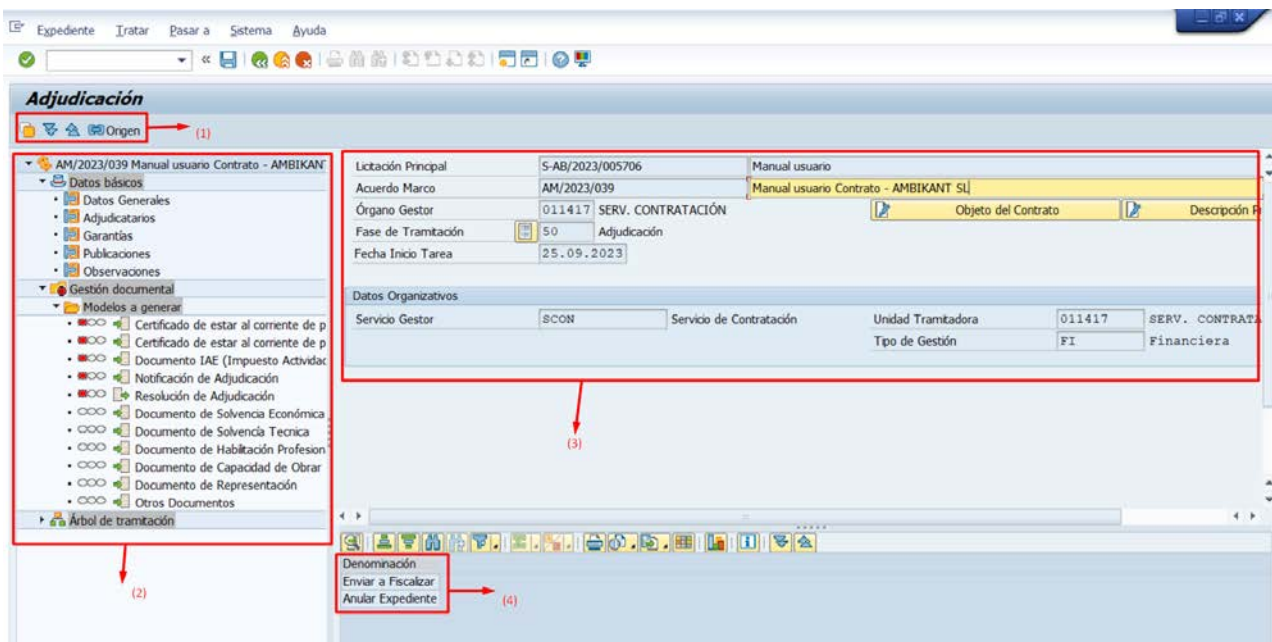 Expediente Tratar Pasar a Sistema Ayuda
Adjudicación
Origen
(1)
AM/2023/039 Manual usuario Contrato - AMBIKANT
Datos básicos
Datos Generales
Adjudicatarios
Garantías
Publicaciones
Observaciones
Gestión documental
Modelos a generar
Certificado de estar al corriente de p
Certificado de estar al corriente de p
Documento IAE (Impuesto Actividad
Notificación de Adjudicación
Resolución de Adjudicación
Documento de Solvencia Económica
Documento de Solvencía Tecnica
Documento de Habilitación Profesion
Documento de Capacidad de Obrar
Documento de Representación
Otros Documentos
Árbol de tramitación
(2)
Licitación Principal S-AB/2023/005706 Manual usuario
Acuerdo Marco AM/2023/039 Manual usuario Contrato - AMBIKANT SL
Órgano Gestor 011417 SERV. CONTRATACIÓN Objeto del Contrato Descripción
Fase de Tramitación 50 Adjudicación
Fecha Inicio Tarea 25.09.2023
Datos Organizativos
Servicio Gestor SCON Servicio de Contratación Unidad Tramitadora 011417 SERV. CONTRATA
Tipo de Gestión FI Financiera
(3)
Denominación
Enviar a Fiscalizar
Anular Expediente
(4)